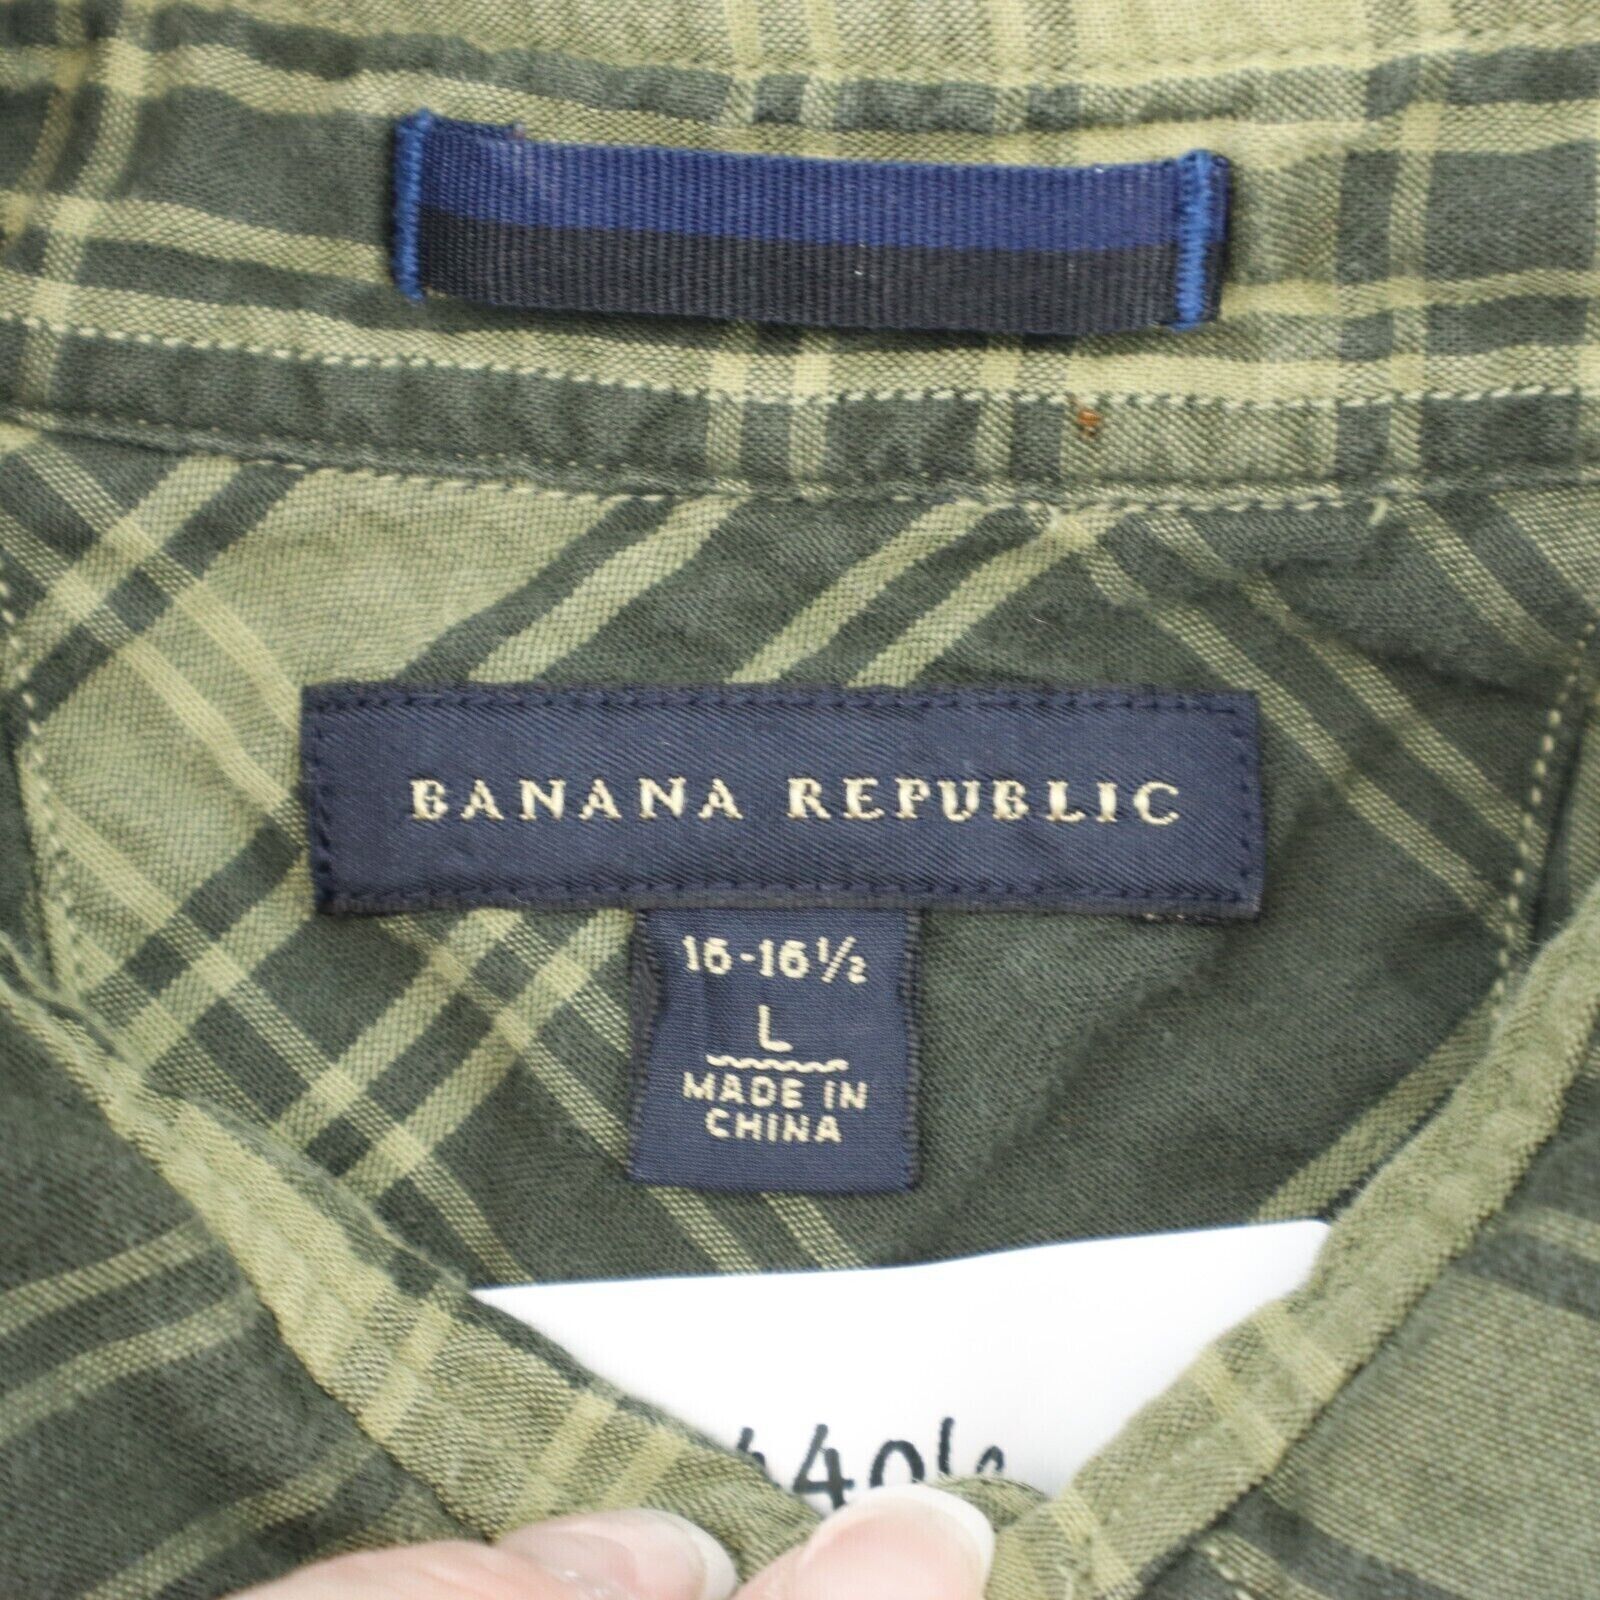 BANANA REPUBLIC
16-16½
L
MADE IN
CHINA